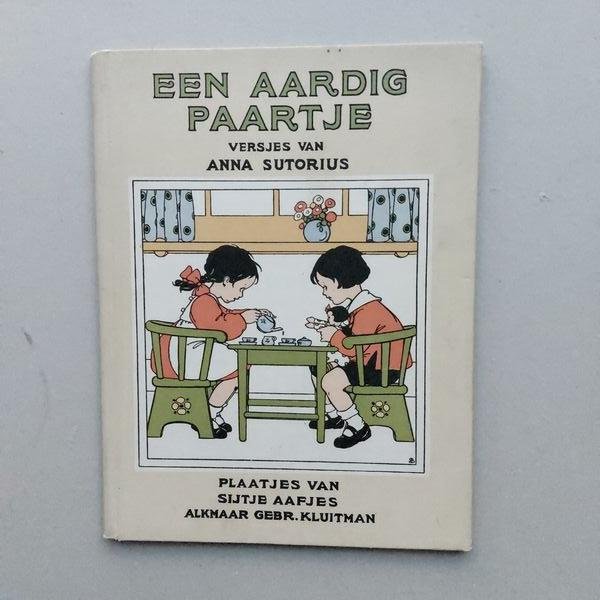 EEN AARDIG
PAARTJE
VERSJES VAN
ANNA SUTORIUS
PLAATJES VAN
SIJTJE AAFJES
ALKMAAR GEBR. KLUITMAN